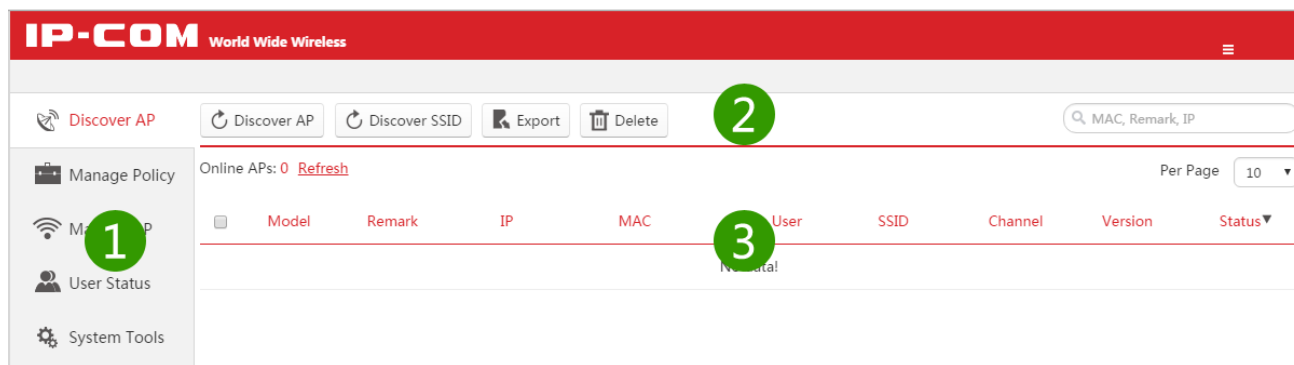 IP-COM World Wide Wireless
Discover AP
Discover AP Discover SSID Export Delete 2 MAC, Remark, IP
Manage Policy
Online APs: 0 Refresh Per Page 10
1
User Status
System Tools
Model Remark IP MAC User SSID Channel Version Status▼
3